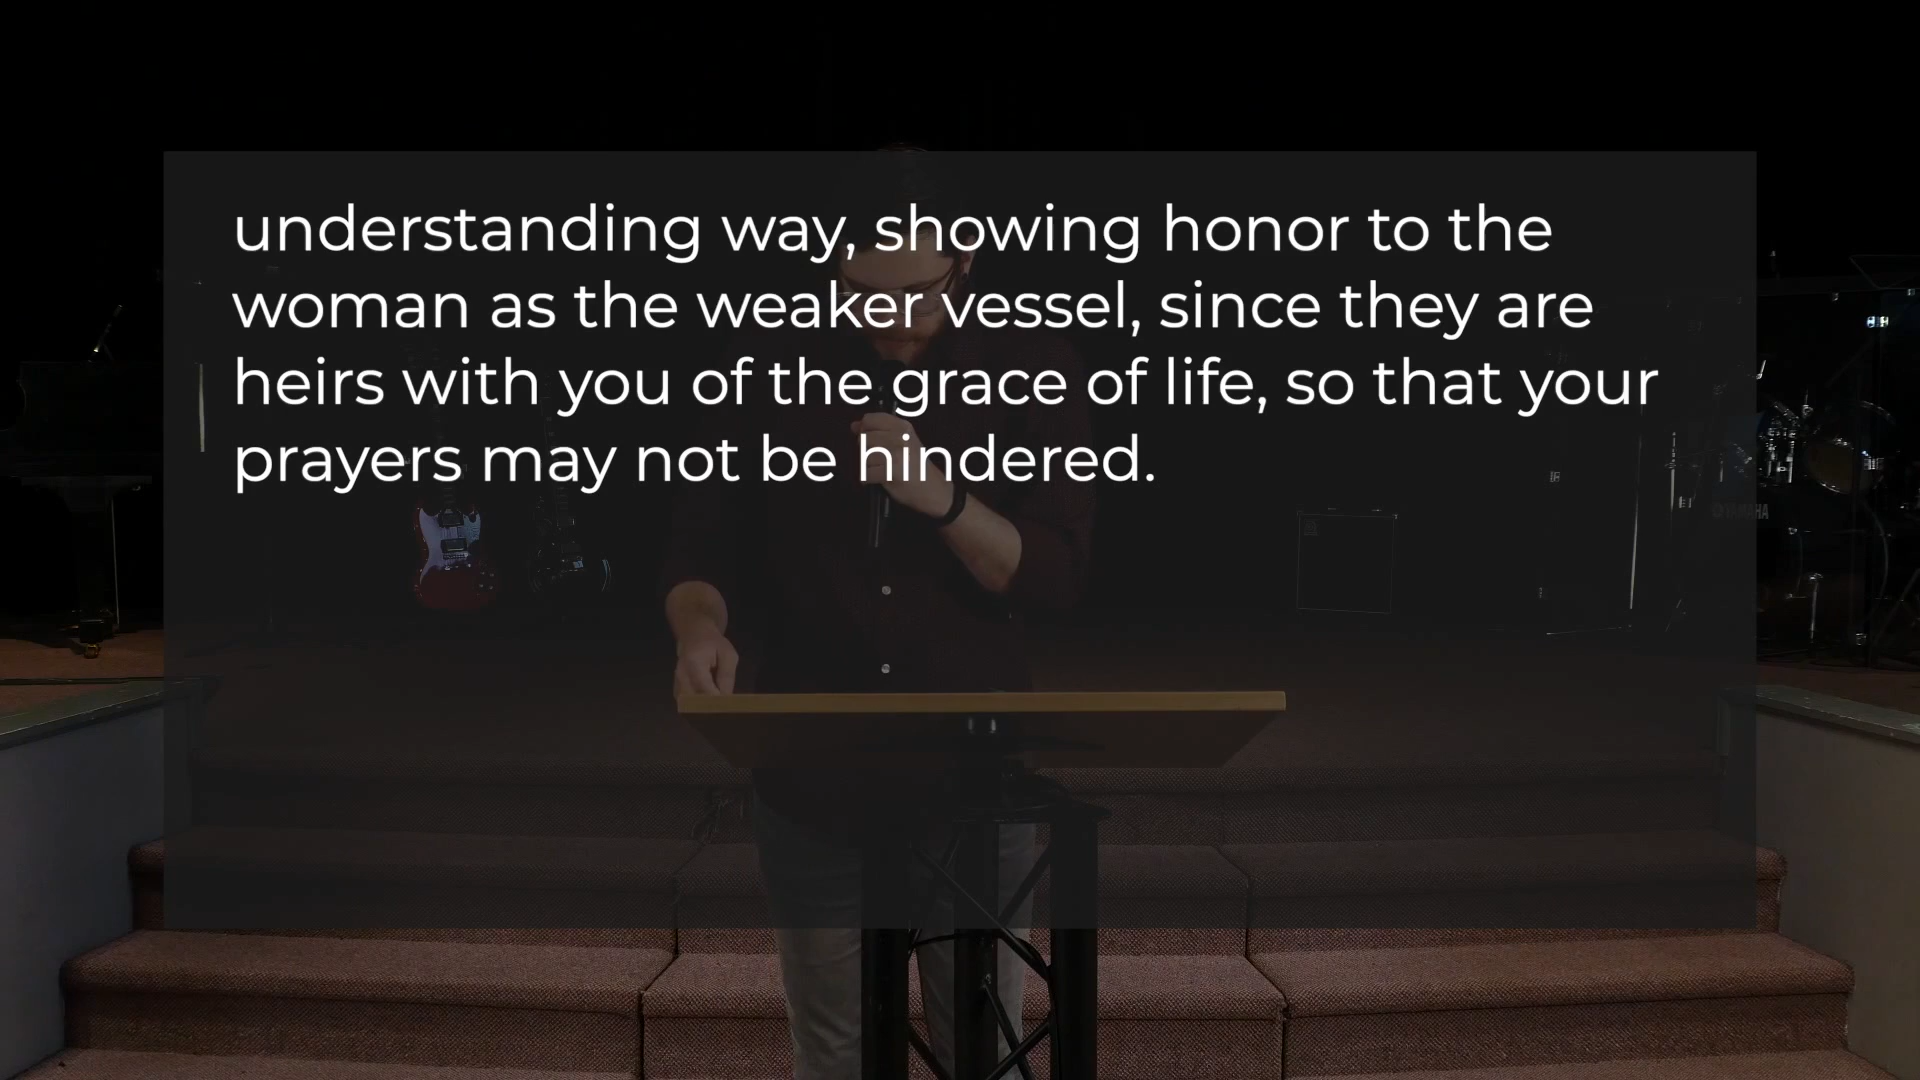 understanding way, showing honor to the
woman as the weaker vessel, since they are
heirs with you of the grace of life, so that your
prayers may not be hindered.